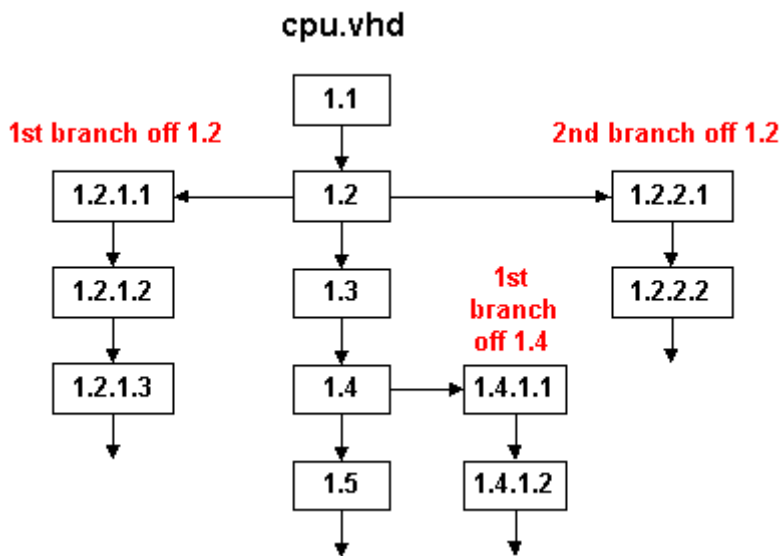 cpu.vhd
1.1
1st branch off 1.2
2nd branch off 1.2
1.2.1.1
1.2
1.2.2.1
1.2.1.2
1.3
1st
branch
off 1.4
1.2.2.2
1.2.1.3
1.4
1.4.1.1
1.5
1.4.1.2